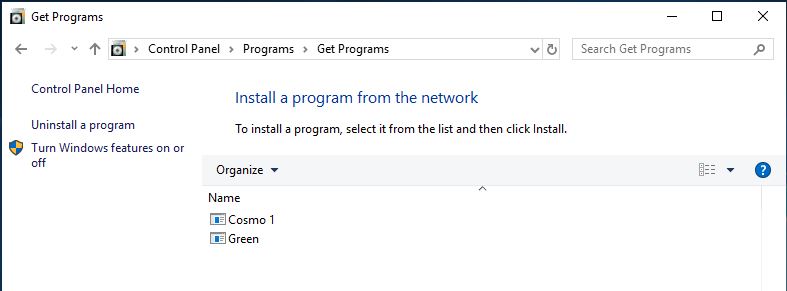 Get Programs
Control Panel > Programs > Get Programs
Search Get Programs
Control Panel Home
Install a program from the network
Uninstall a program
To install a program, select it from the list and then click Install.
Turn Windows features on or
off
Organize
?
Name
Cosmo 1
Green